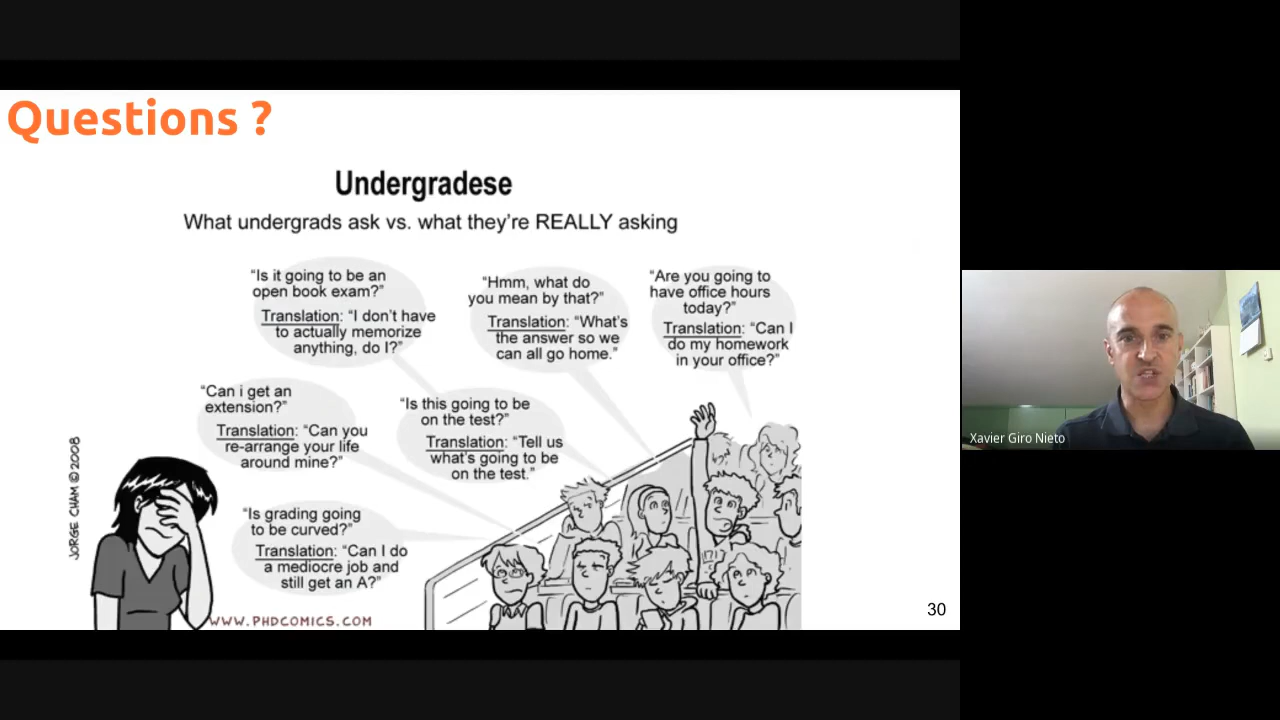 Questions ?
Undergradese
What undergrads ask vs. what they're REALLY asking
"Is it going to be an
open book exam?"
Translation: "I don't have
to actually memorize
anything, do I?"
"Hmm, what do
you mean by that?"
Translation: "What's
the answer so we
can all go home."
"Are you going to
have office hours
today?"
Translation: "Can I
do my homework
in your office?"
"Can i get an
extension?"
Translation: "Can you
re-arrange your life
around mine?"
"Is this going to be
on the test?"
Translation: "Tell us
what's going to be
on the test."
"Is grading going
to be curved?"
Translation: "Can I do
a mediocre job and
still get an A?"
JORGE CHAM © 2008
WWW.PHDCOMICS.COM
30
Xavier Giro Nieto